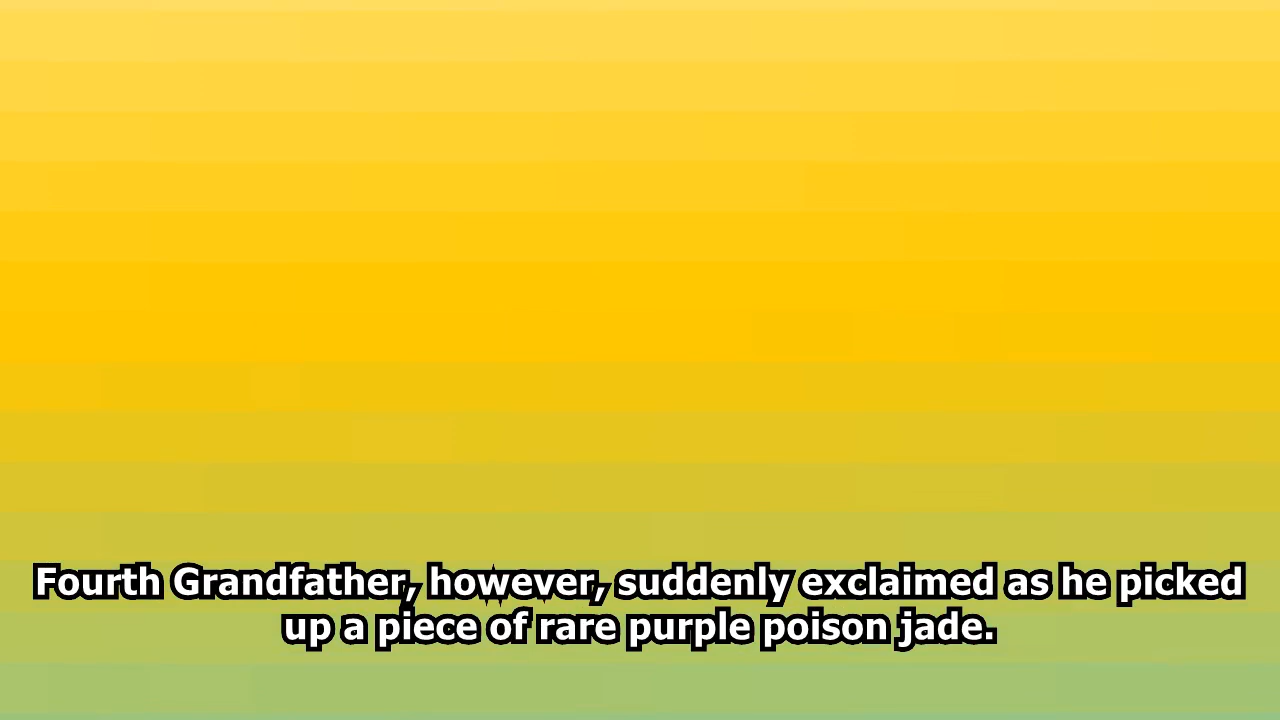 Fourth Grandfather, however, suddenly exclaimed as he picked
up a piece of rare purple poison jade.